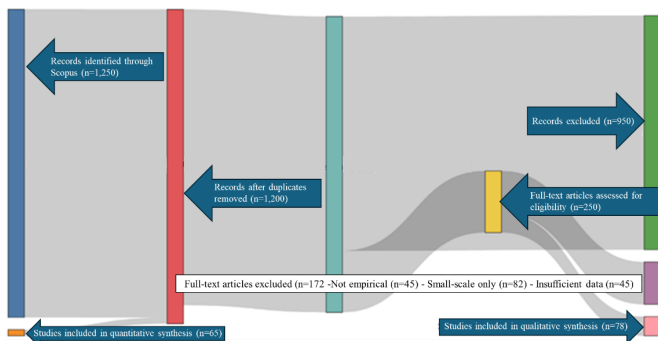 Records identified through
Scopus (n=1,250)
Records excluded (n=950)
Records after duplicates
removed (n=1,200)
Full-text articles assessed for
eligibility (n=250)
Full-text articles excluded (n=172 -Not empirical (n=45) - Small-scale only (n=82) - Insufficient data (n=45)
Studies included in quantitative synthesis (n=65)
Studies included in qualitative synthesis (n=78)